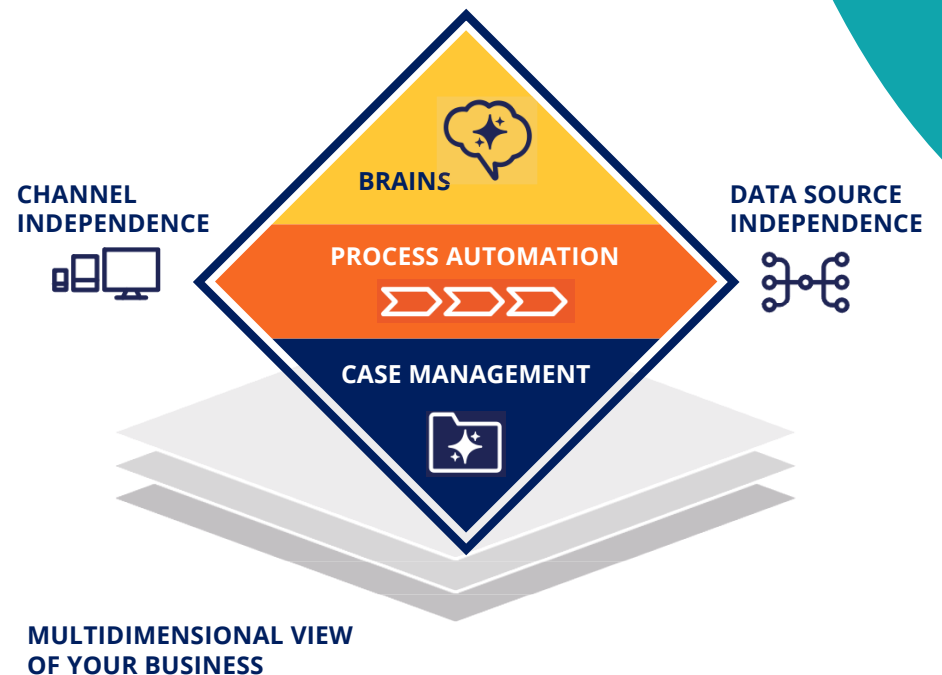 BRAINS
CHANNEL
INDEPENDENCE
DATA SOURCE
INDEPENDENCE
PROCESS AUTOMATION
CASE MANAGEMENT
MULTIDIMENSIONAL VIEW
OF YOUR BUSINESS